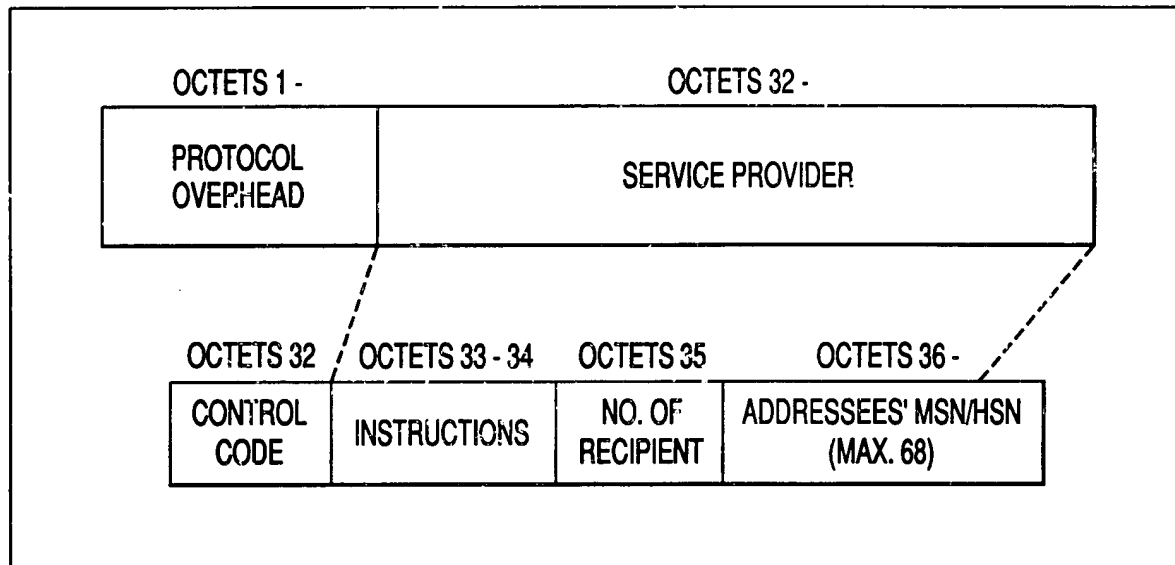 OCTETS 1 - OCTETS 32 -
PROTOCOL
OVERHEAD
SERVICE PROVIDER
OCTETS 32 OCTETS 33 - 34 OCTETS 35 OCTETS 36 -
CONTROL
CODE
INSTRUCTIONS
NO. OF
RECIPIENT
ADDRESSEES' MSN/HSN
(MAX. 68)